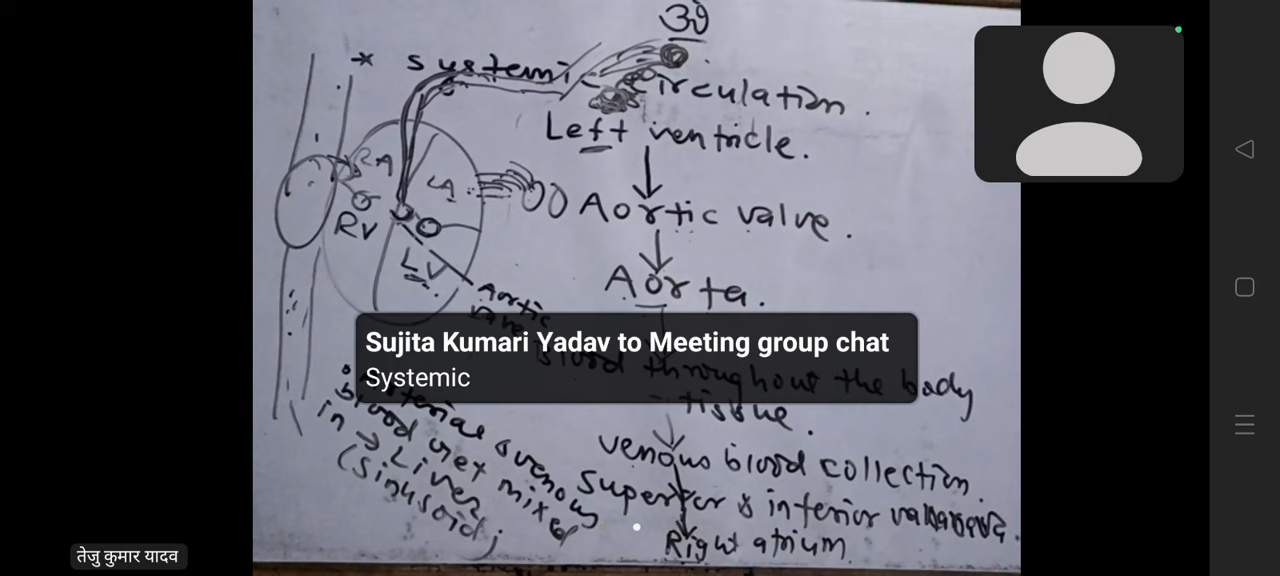 * systemic circulation.
Left ventricle.
Aortic valve.
Aorta.
RA
LA
RV
LV
Aortic
valve
Sujita Kumari Yadav to Meeting group chat
Systemic
blood throughout the body
tissue.
venous blood collection.
Superior & inferior
Right atrium
blood get mixed
in → Liver
(sinusoid)
तेजु कुमार यादव